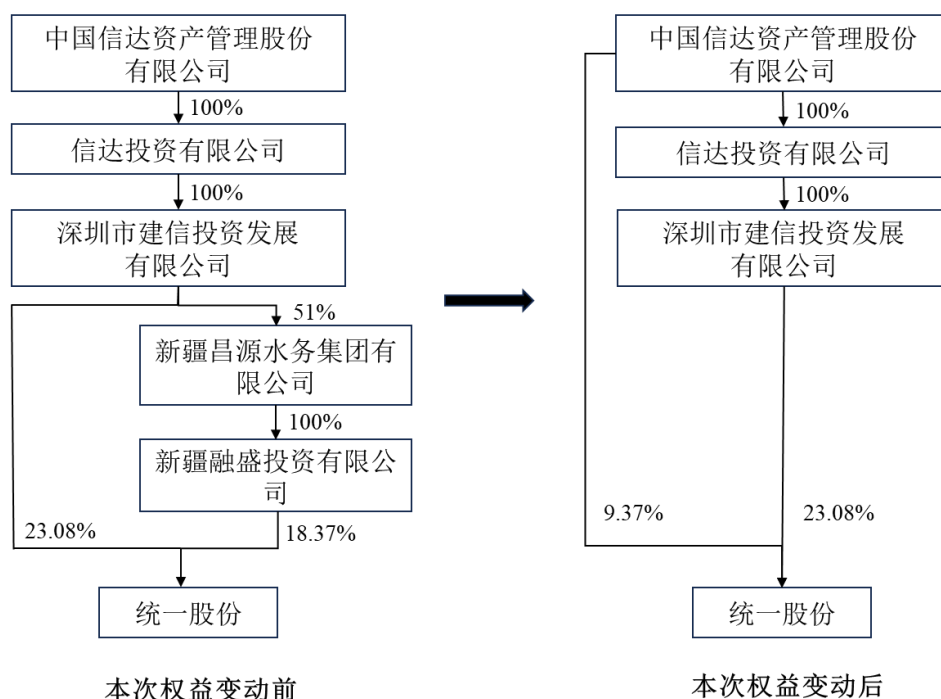 中国信达资产管理股份
有限公司
100%
信达投资有限公司
100%
深圳市建信投资发展
有限公司
51%
新疆昌源水务集团有
限公司
100%
新疆融盛投资有限公
司
23.08%
18.37%
统一股份
本次权益变动前
中国信达资产管理股份
有限公司
100%
信达投资有限公司
100%
深圳市建信投资发展
有限公司
9.37%
23.08%
统一股份
本次权益变动后